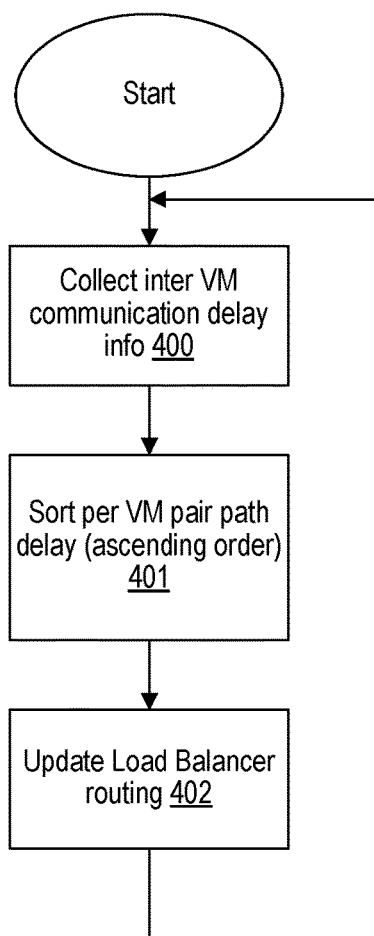 Start
Collect inter VM
communication delay
info 400
Sort per VM pair path
delay (ascending order)
401
Update Load Balancer
routing 402